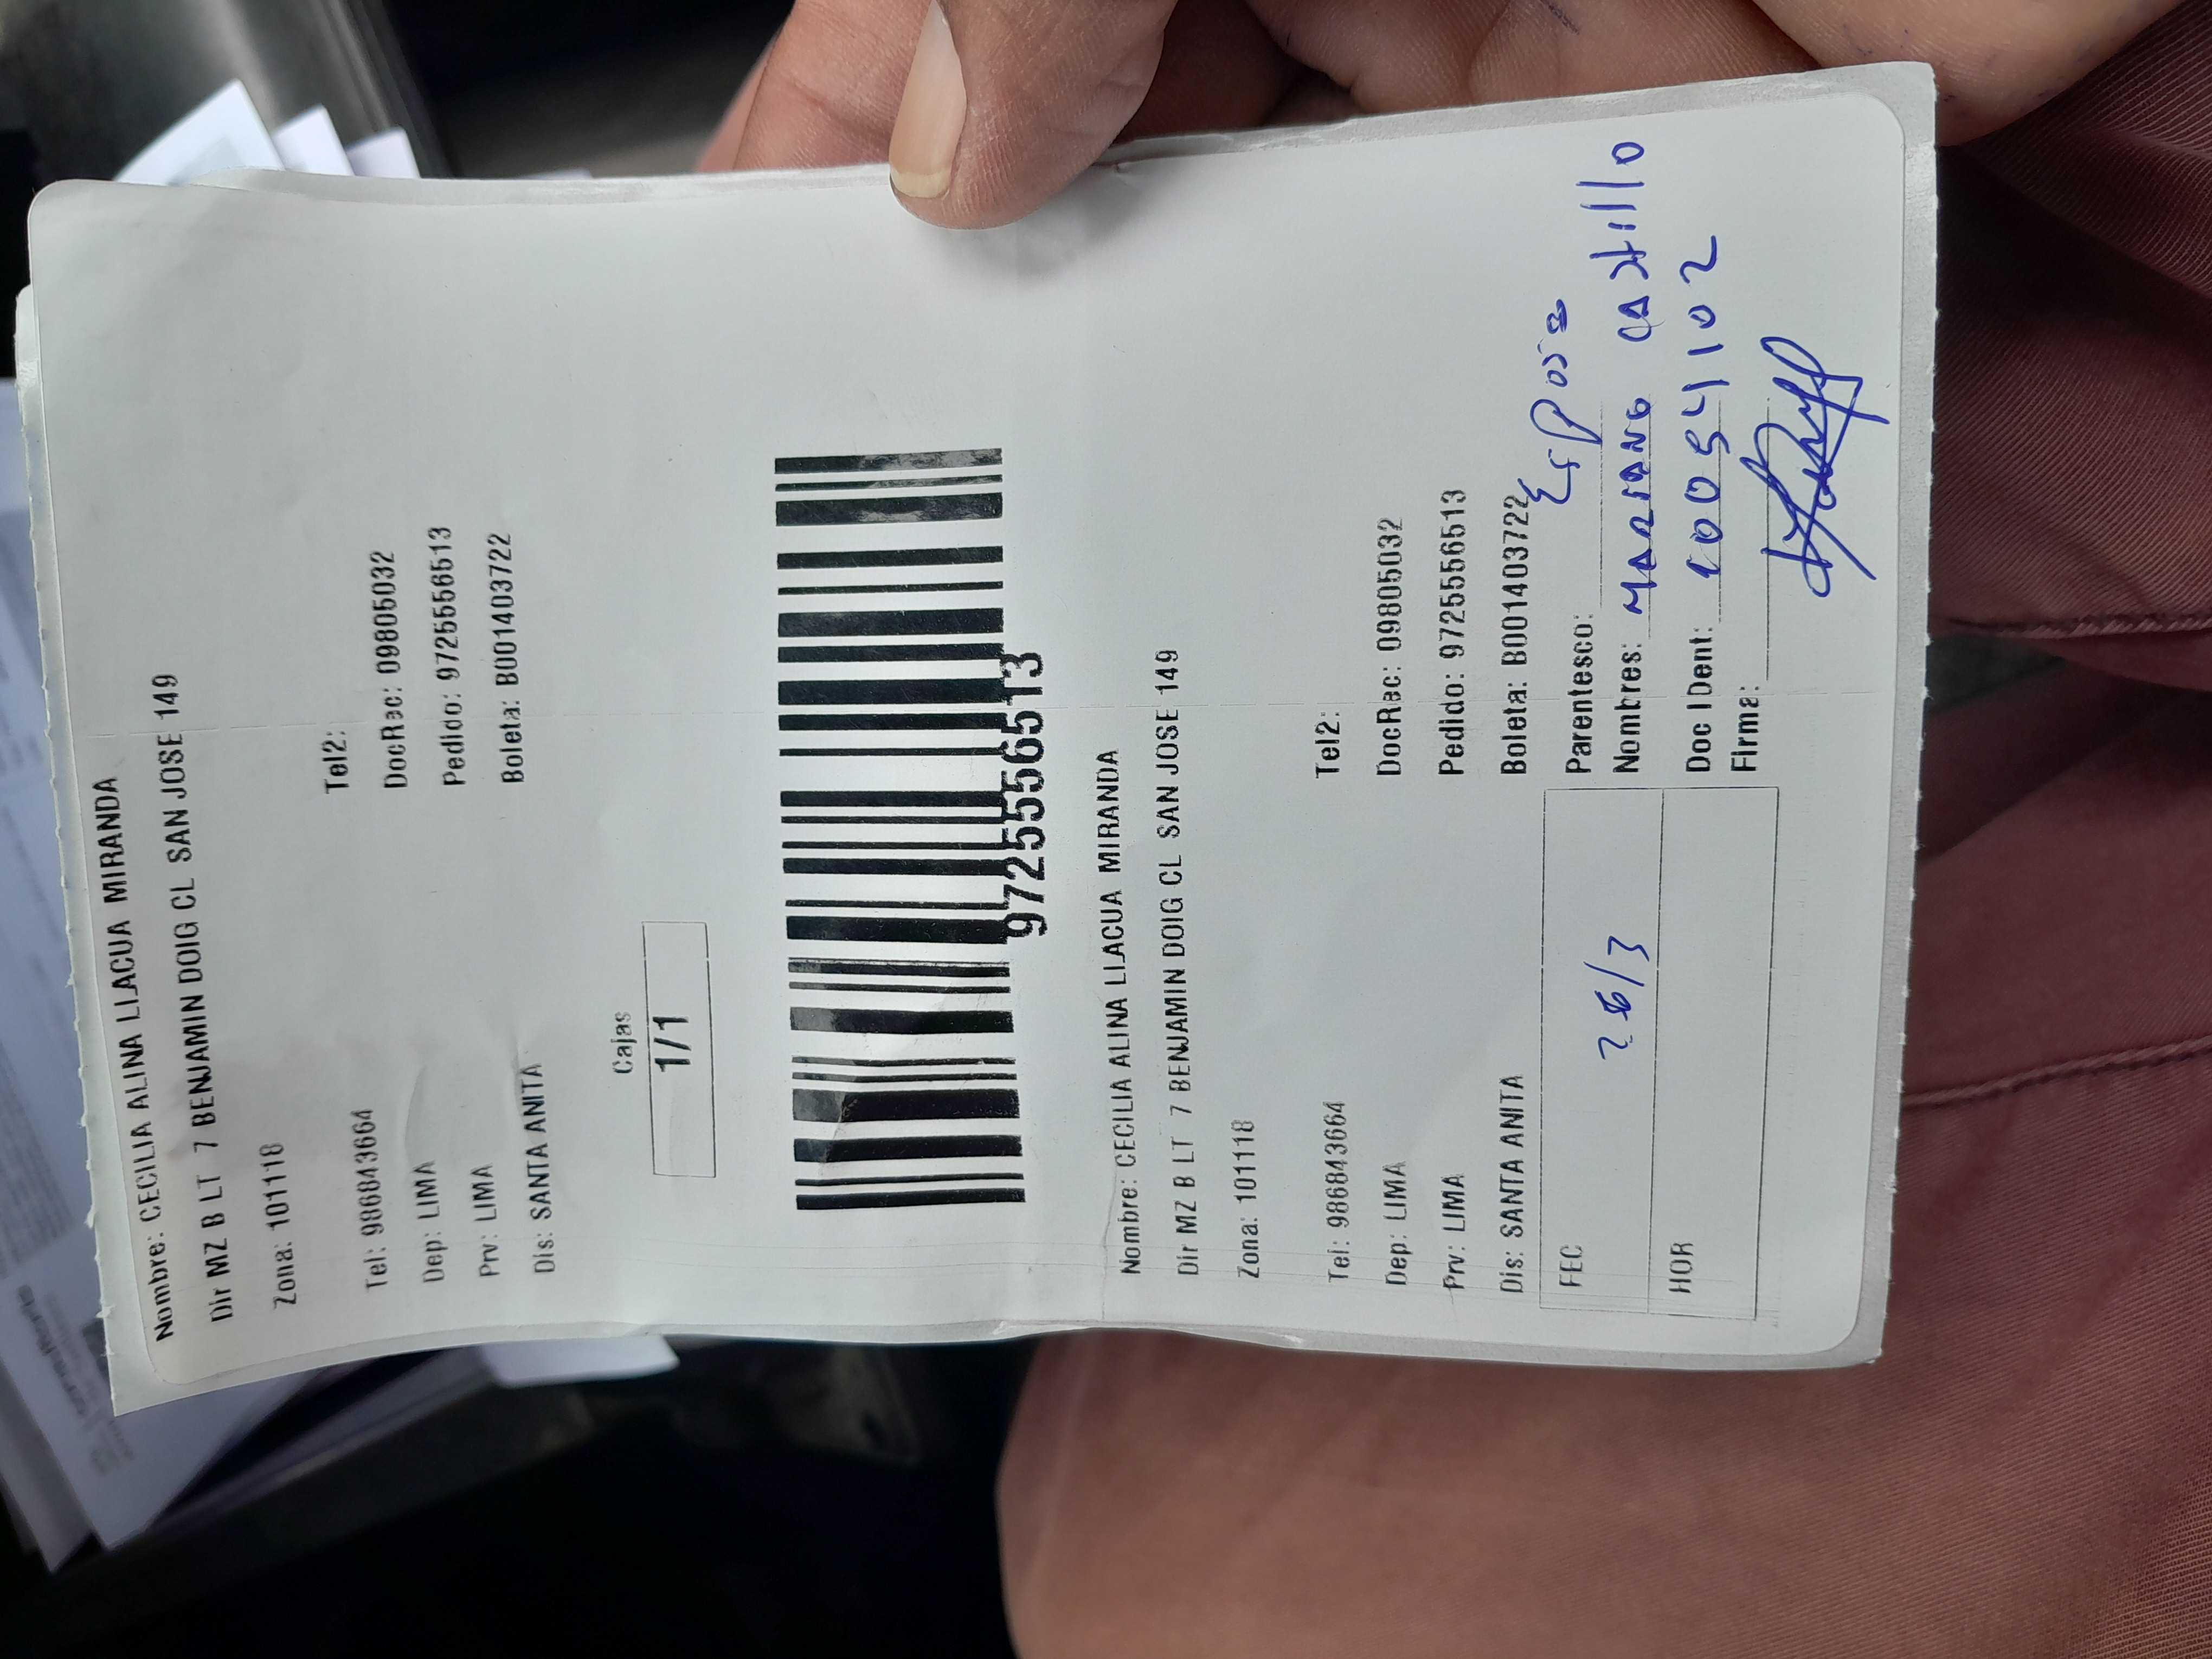 Nombre: CECILIA ALINA LLACUA MIRANDA
Dir MZ B LT 7 BENJAMIN DOIG CL SAN JOSE 149
Zona: 101118
Tel2:
Tel: 986843664
DocRec: 09805032
Dep: LIMA
Pedido: 9725556513
Prv: LIMA
Boleta: B001403722
Dis: SANTA ANITA
Cajas
1/1
9725556513
Nombre: CECILIA ALINA LLACUA MIRANDA
Dir MZ B LT 7 BENJAMIN DOIG CL SAN JOSE 149
Zona: 101118
Tel2:
Tel: 986843664
DocRec: 09805032
Dep: LIMA
Pedido: 9725556513
Prv: LIMA
Boleta: B001403722
Dis: SANTA ANITA
FEC 26/3
Parentesco: Esposo
Nombres: MARIANO CASTILLO
HOR
Doc IDent:
Firma: